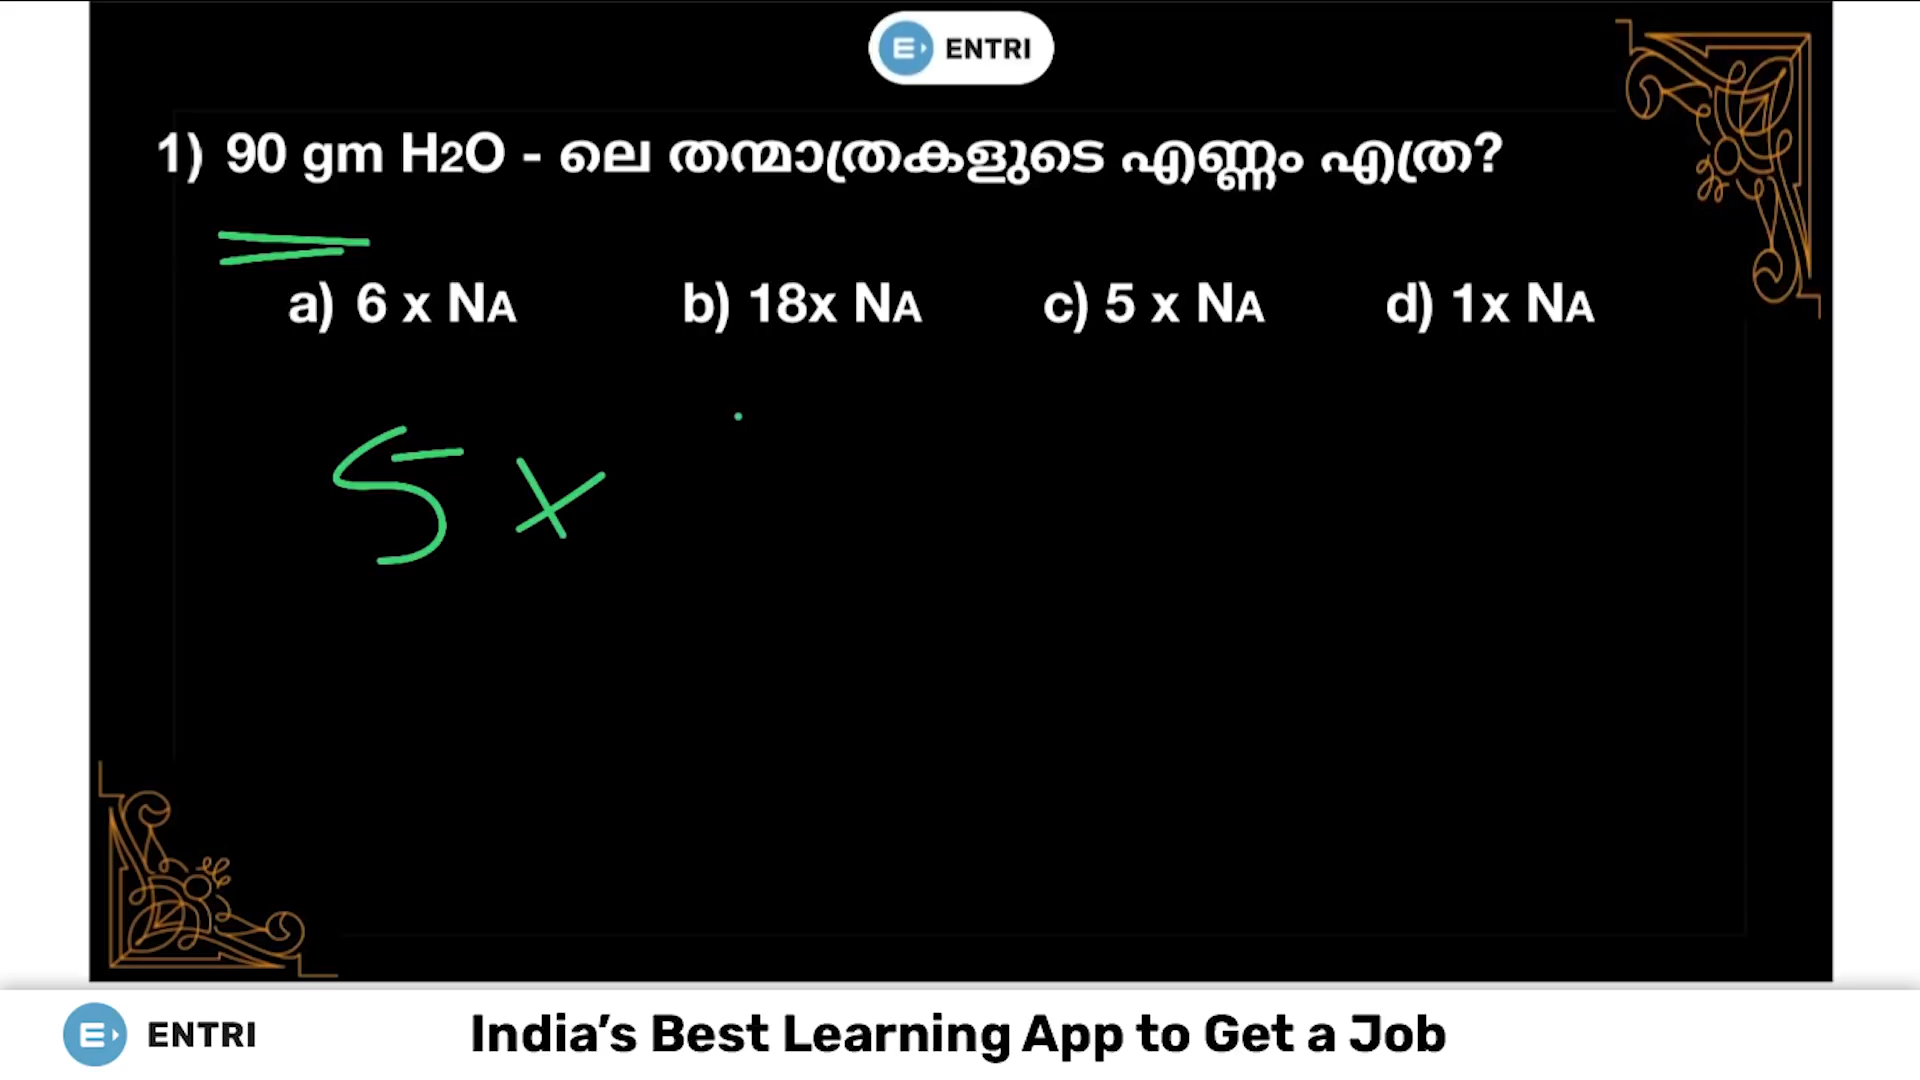 ENTRI
1) 90 gm H2O - ലെ തന്മാത്രകളുടെ എണ്ണം എത്ര?
a) 6 x NA b) 18x NA c) 5 x NA d) 1x NA
5 x
ENTRI India's Best Learning App to Get a Job